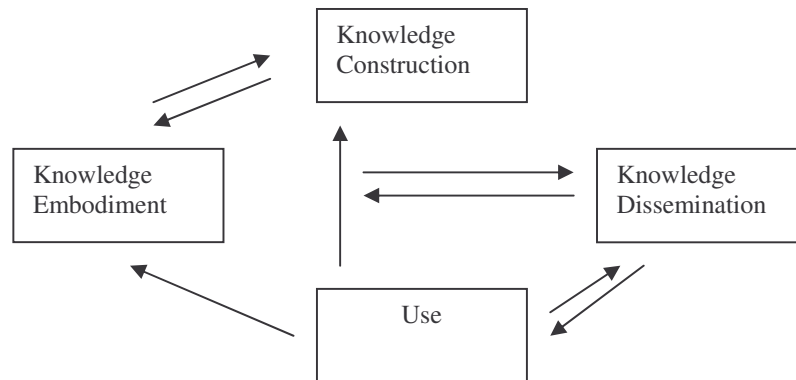 Knowledge
Construction
Knowledge
Embodiment
Knowledge
Dissemination
Use